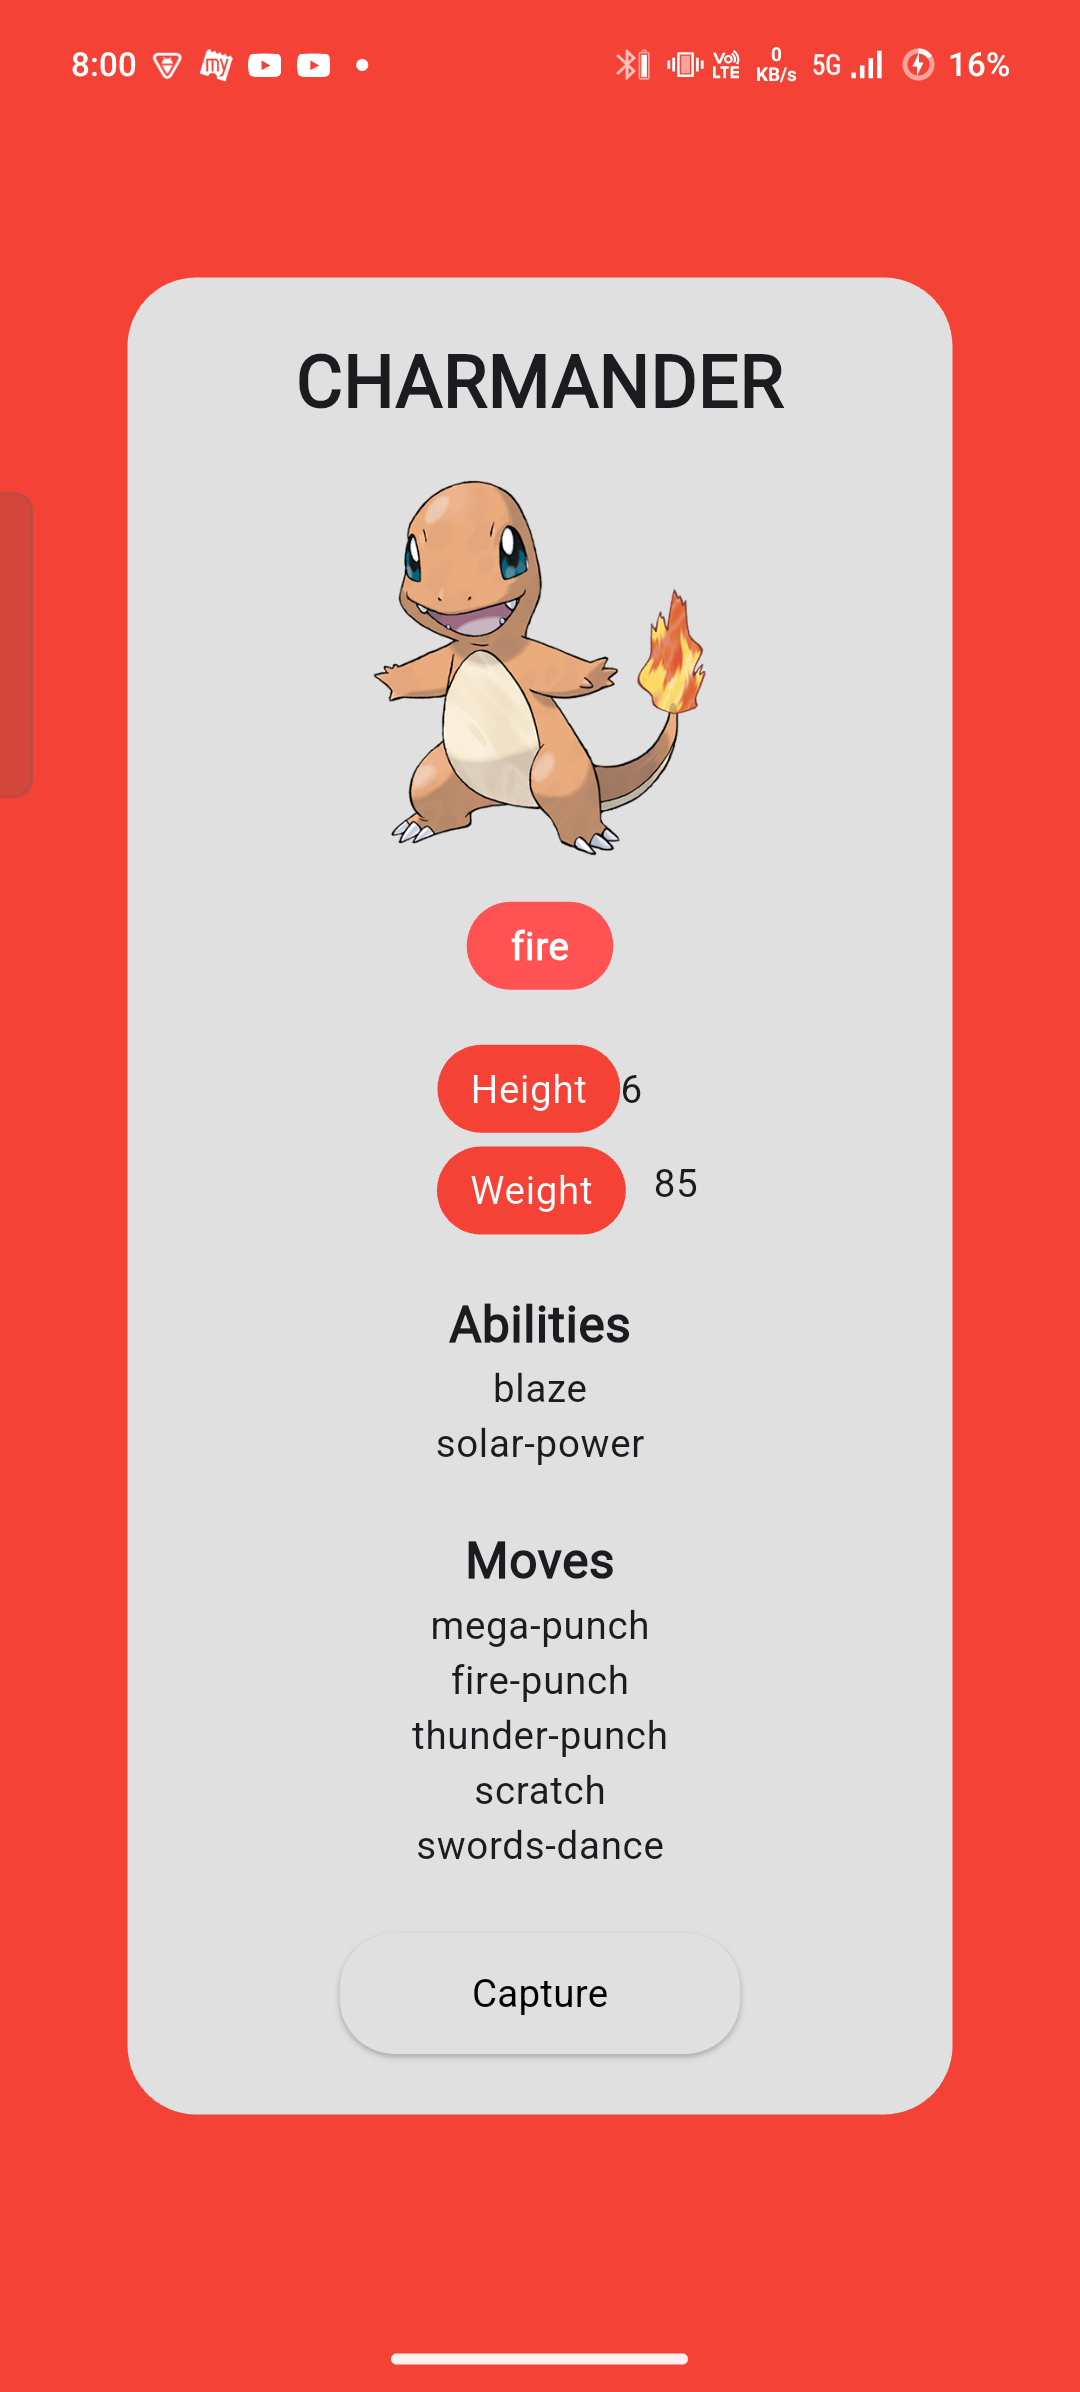 8:00 my Vo) LTE 0 KB/s 5G 16%
CHARMANDER
fire
Height 6
Weight 85
Abilities
blaze
solar-power
Moves
mega-punch
fire-punch
thunder-punch
scratch
swords-dance
Capture